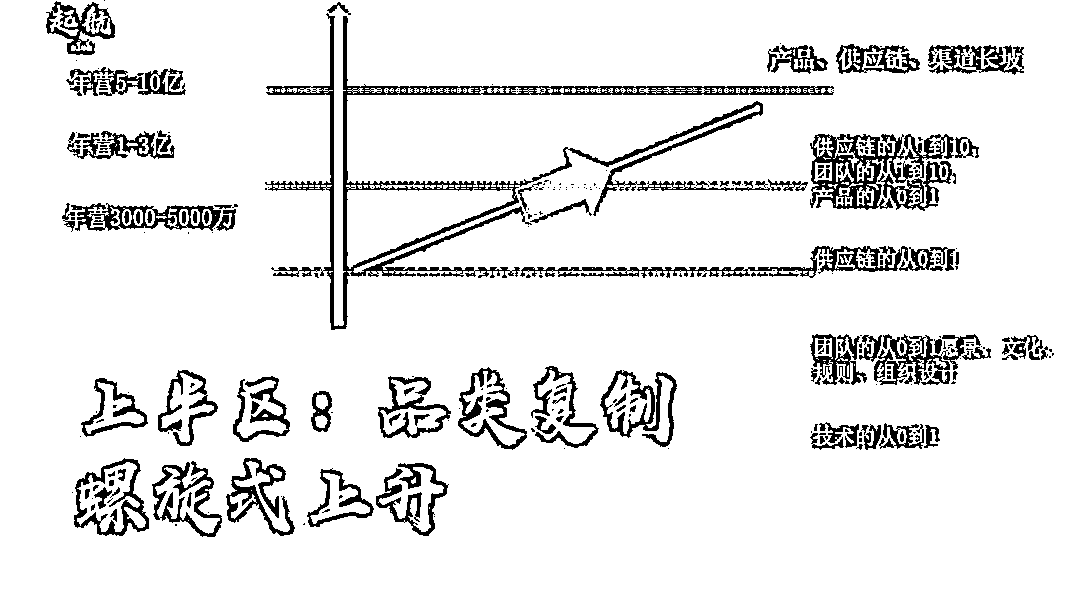 起航
年营5-10亿
年营1-3亿
年营3000-5000万
产品、供应链、渠道长坡
供应链的从1到10、
团队的从1到10、
产品的从0到1
供应链的从0到1
团队的从0到1愿景、文化、
规则、组织设计
技术的从0到1
上半区：品类复制
螺旋式上升